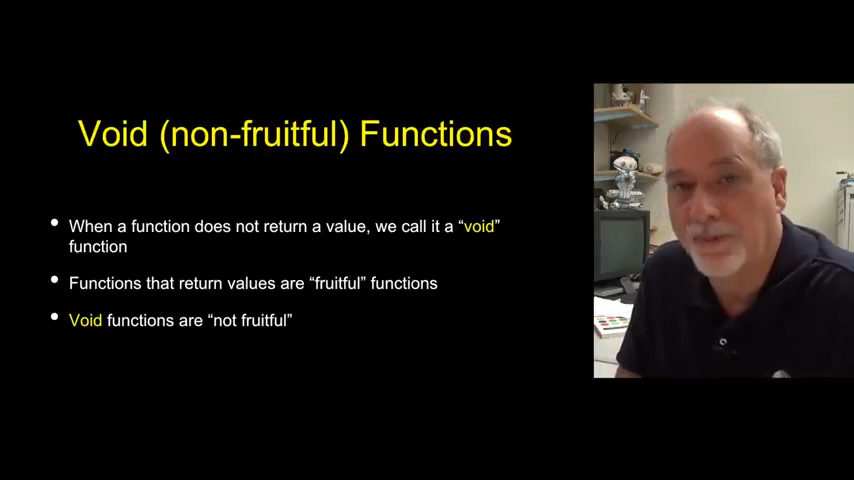 Void (non-fruitful) Functions
• When a function does not return a value, we call it a “void”
function
• Functions that return values are “fruitful” functions
• Void functions are “not fruitful”